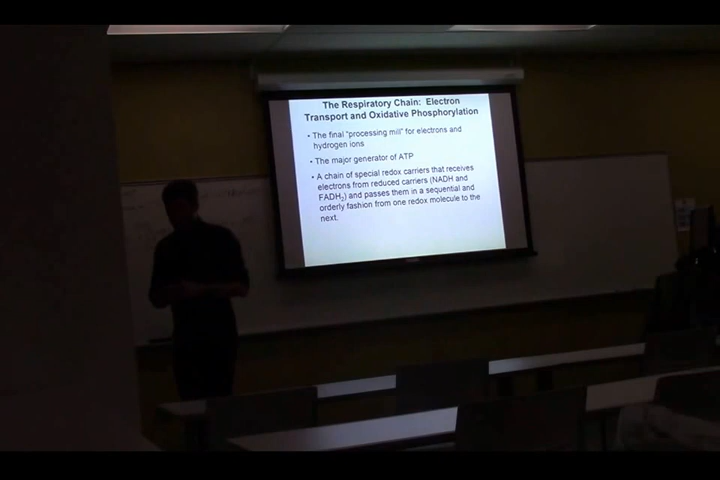 The Respiratory Chain: Electron
Transport and Oxidative Phosphorylation
• The final "processing mill" for electrons and
hydrogen ions
• The major generator of ATP
• A chain of special redox carriers that receives
electrons from reduced carriers (NADH and
FADH₂) and passes them in a sequential and
orderly fashion from one redox molecule to the
next.